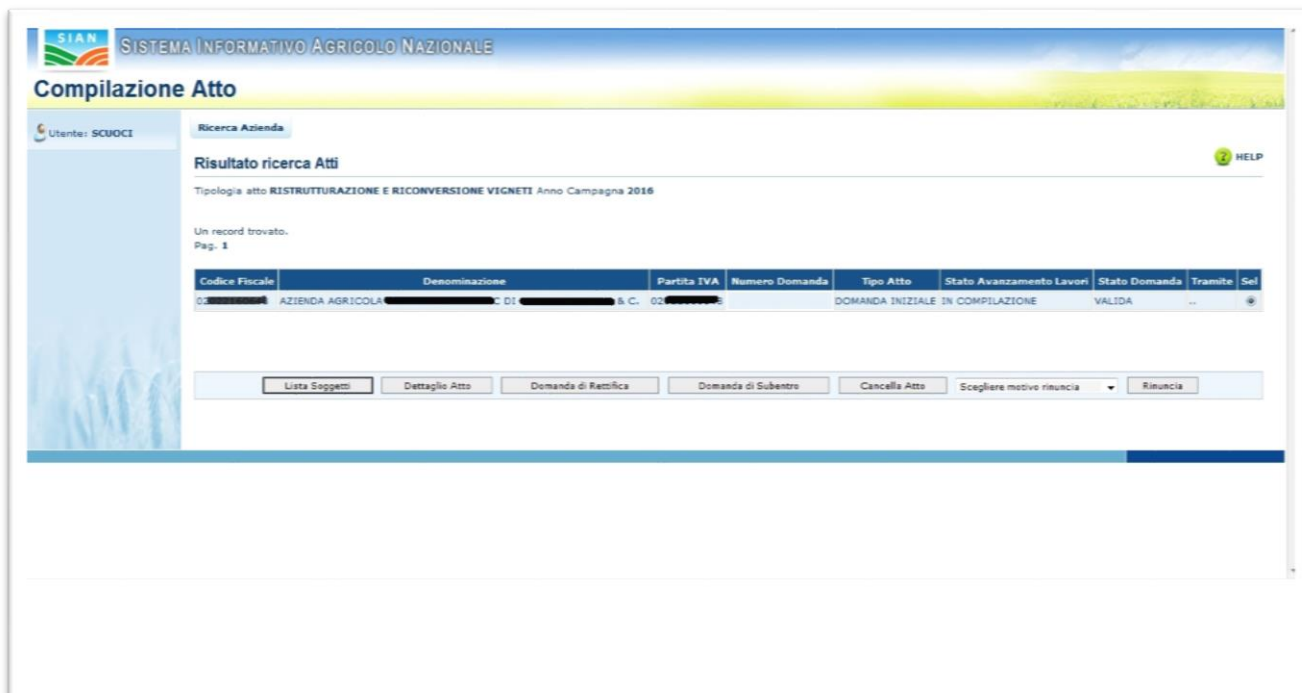 SIAN
SISTEMA INFORMATIVO AGRICOLO NAZIONALE
Compilazione Atto
Utente: SCUOCI
Ricerca Azienda
Risultato ricerca Atti
HELP
Tipologia atto RISTRUTTURAZIONE E RICONVERSIONE VIGNETI Anno Campagna 2016
Un record trovato.
Pag. 1
Codice Fiscale Denominazione Partita IVA Numero Domanda Tipo Atto Stato Avanzamento Lavori Stato Domanda Tramite Sel
AZIENDA AGRICOLA C DI & C. DOMANDA INIZIALE IN COMPILAZIONE VALIDA --
Lista Soggetti Dettaglio Atto Domanda di Rettifica Domanda di Subentro Cancella Atto Scegliere motivo rinuncia Rinuncia